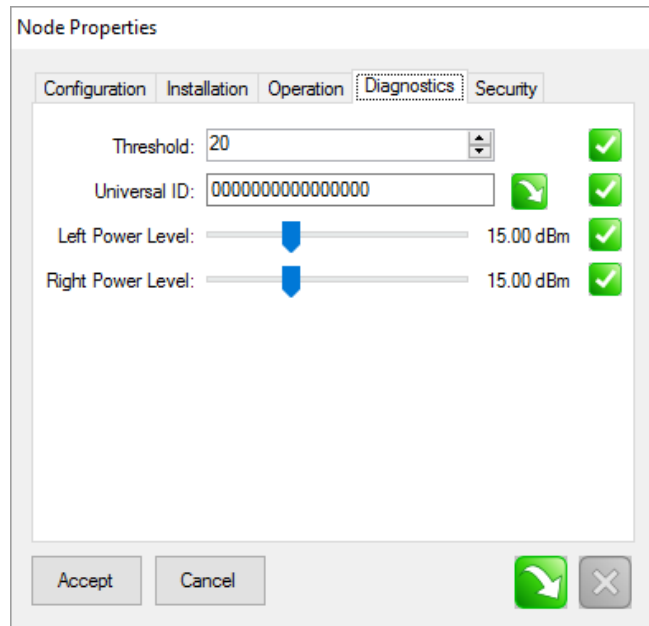 Node Properties
Configuration Installation Operation Diagnostics Security
Threshold: 20
Universal ID: 0000000000000000
Left Power Level: 15.00 dBm
Right Power Level: 15.00 dBm
Accept Cancel